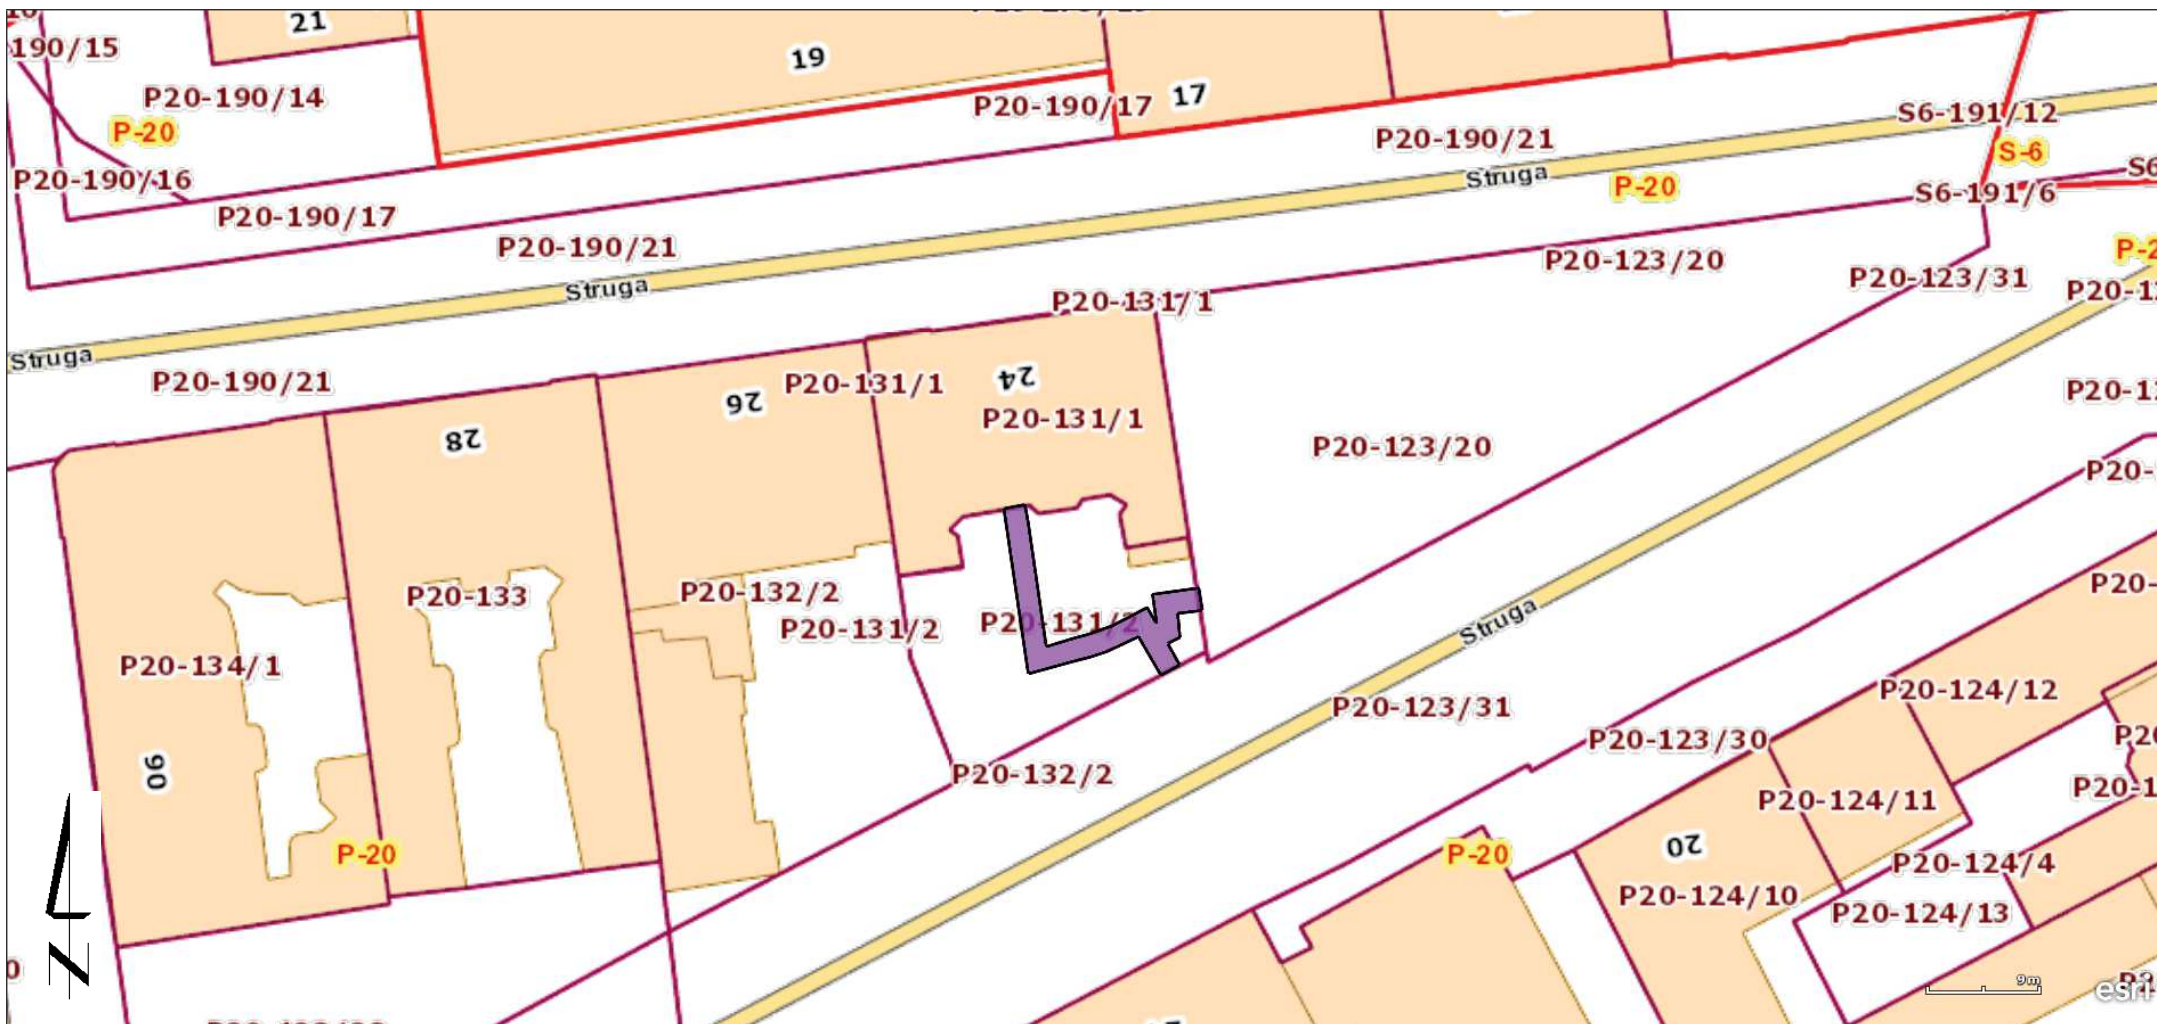 21
190/15
19
P20-190/14
P20-190/17
17
P-20
P20-190/21
S6-191/12
S-6
P20-190/16
Struga
P-20
S6-191/6
P20-190/17
P20-190/21
P20-123/20
P20-123/31
Struga
P20-131/1
Struga
P20-190/21
P20-131/1
24
P20-131/1
26
28
P20-123/20
P20-133
P20-132/2
P20-131/2
P20-131/2
Struga
P20-134/1
P20-124/12
P20-123/31
P20-123/30
90
P20-132/2
P20-124/11
P-20
20
P-20
P20-124/4
P20-124/10
P20-124/13
N
9m
esri